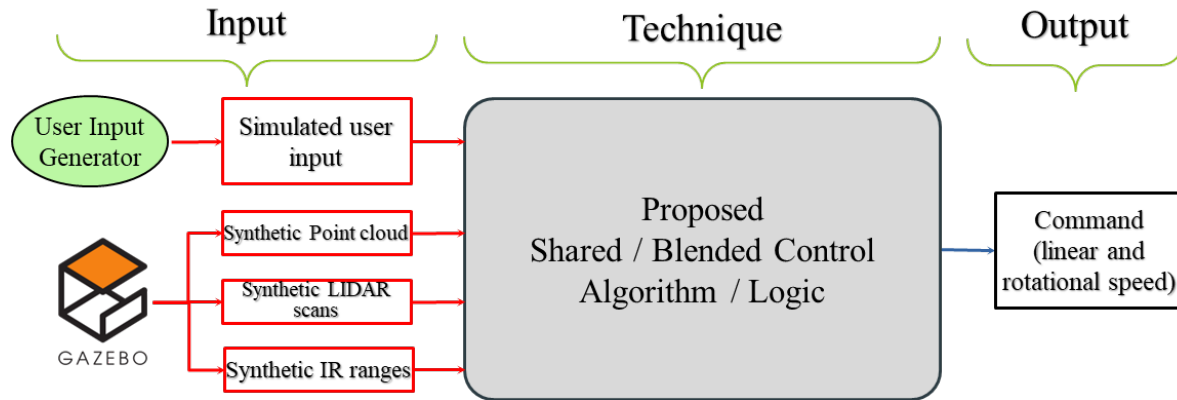 Input
Technique
Output
User Input
Generator
Simulated user
input
Synthetic Point cloud
Synthetic LIDAR
scans
Synthetic IR ranges
GAZEBO
Proposed
Shared / Blended Control
Algorithm / Logic
Command
(linear and
rotational speed)